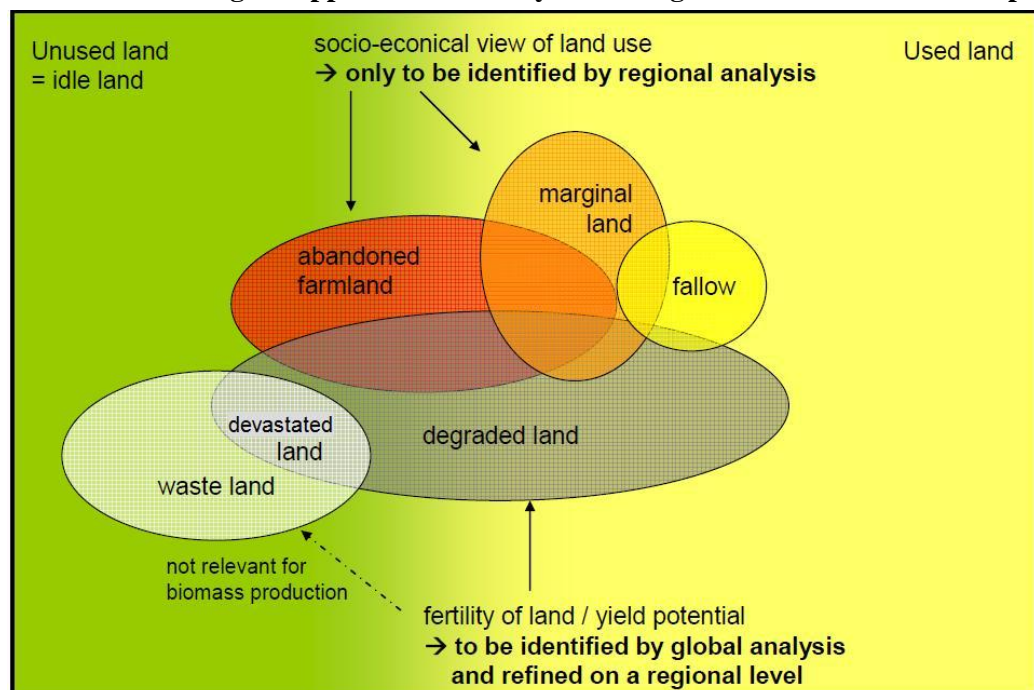 Unused land
= idle land
socio-econical view of land use
→ only to be identified by regional analysis
Used land
marginal
land
abandoned
farmland
fallow
devastated
land
degraded land
waste land
not relevant for
biomass production
fertility of land / yield potential
→ to be identified by global analysis
and refined on a regional level